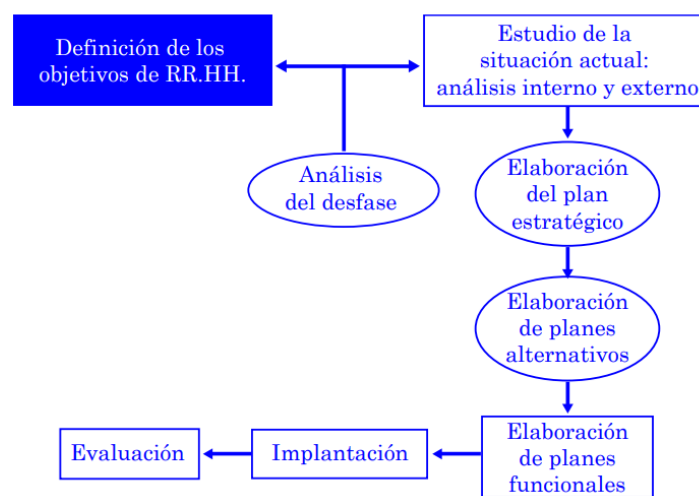 Definición de los
objetivos de RR.HH.
Estudio de la
situación actual:
análisis interno y externo
Análisis
del desfase
Elaboración
del plan
estratégico
Elaboración
de planes
alternativos
Elaboración
de planes
funcionales
Implantación
Evaluación